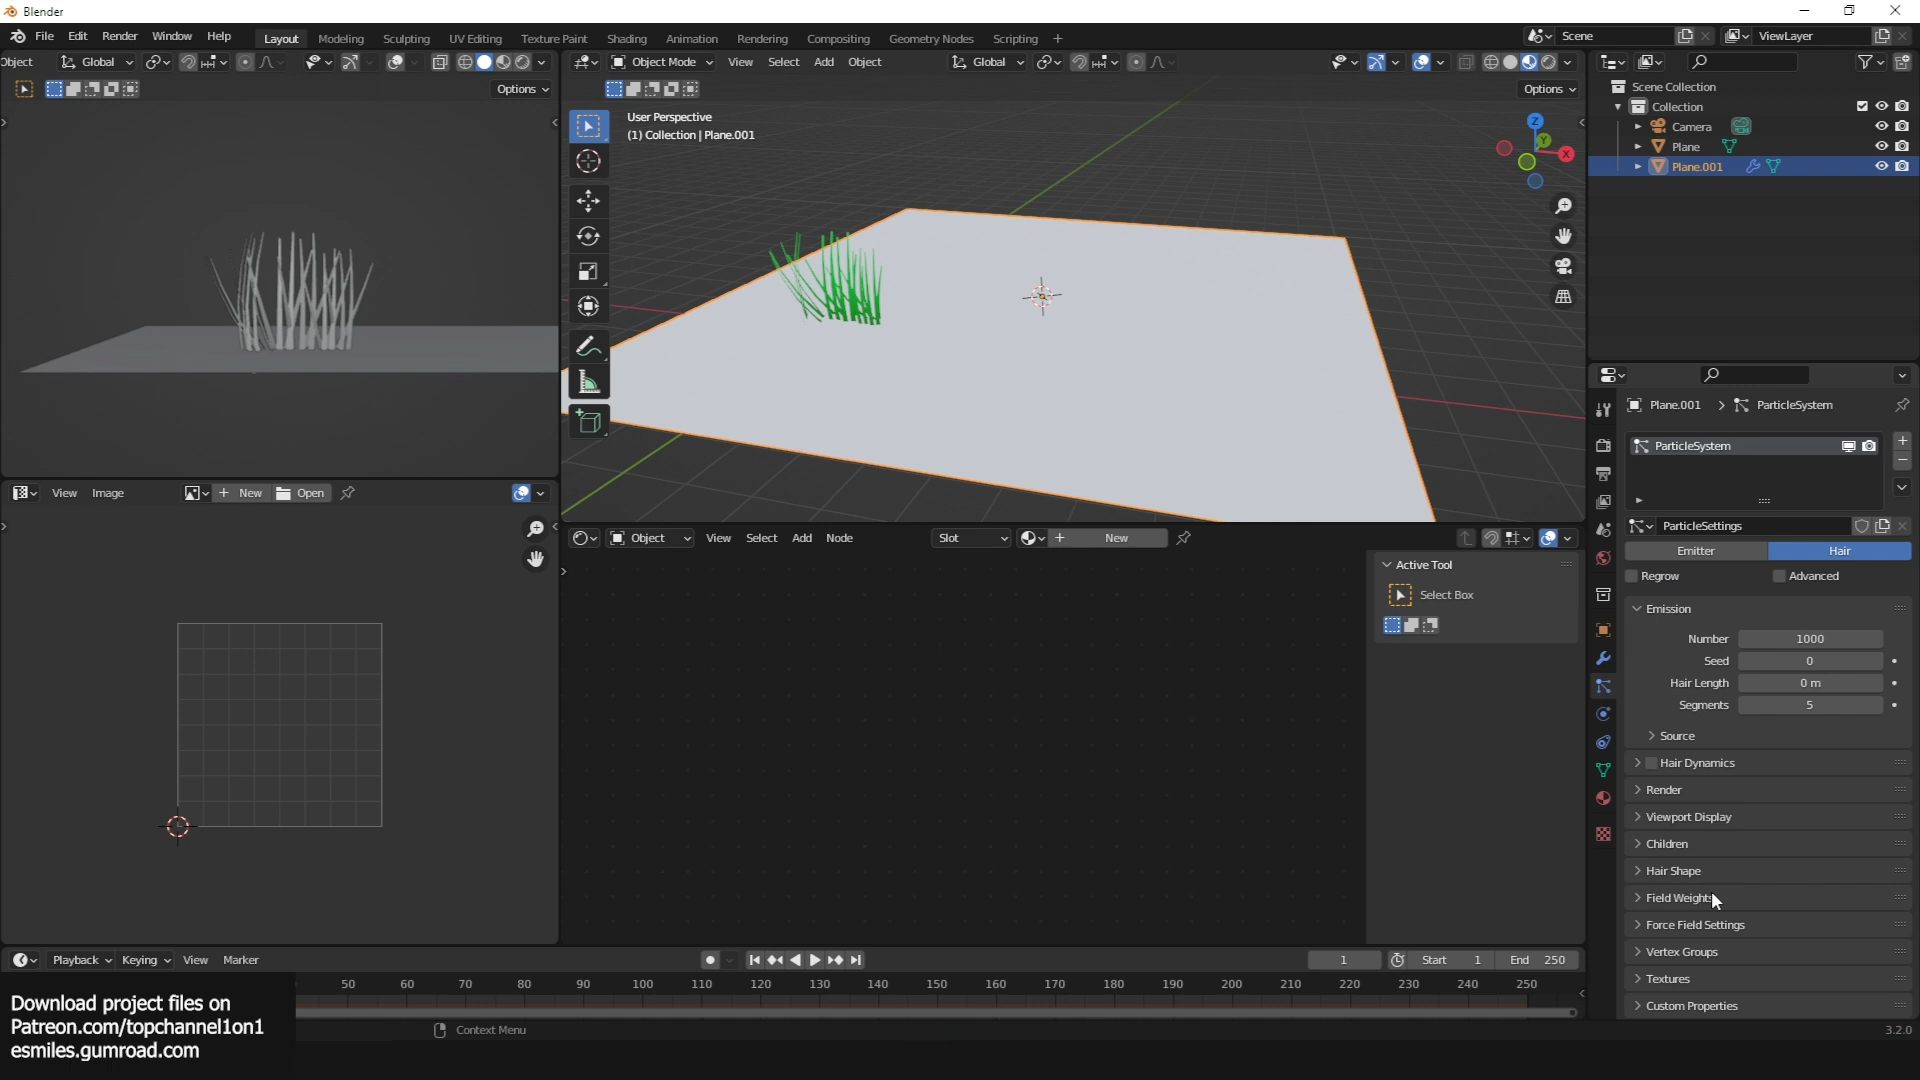 Blender
File Edit Render Window Help Layout Modeling Sculpting UV Editing Texture Paint Shading Animation Rendering Compositing Geometry Nodes Scripting + Scene ViewLayer
Object Global
Options
Object Mode View Select Add Object Global
Options
User Perspective
(1) Collection | Plane.001
Z
Y
X
Scene Collection
Collection
Camera
Plane
Plane.001
Plane.001 > ParticleSystem
ParticleSystem
ParticleSettings
Emitter Hair
Regrow Advanced
Emission
Number 1000
Seed 0
Hair Length 0 m
Segments 5
Source
Hair Dynamics
Render
Viewport Display
Children
Hair Shape
Field Weights
Force Field Settings
Vertex Groups
Textures
Custom Properties
View Image + New Open
Object View Select Add Node Slot + New
Active Tool
Select Box
Playback Keying View Marker 1 Start 1 End 250
50 60 70 80 90 100 110 120 130 140 150 160 170 180 190 200 210 220 230 240 250
Download project files on
Patreon.com/topchannel1on1
esmiles.gumroad.com
Context Menu
3.2.0